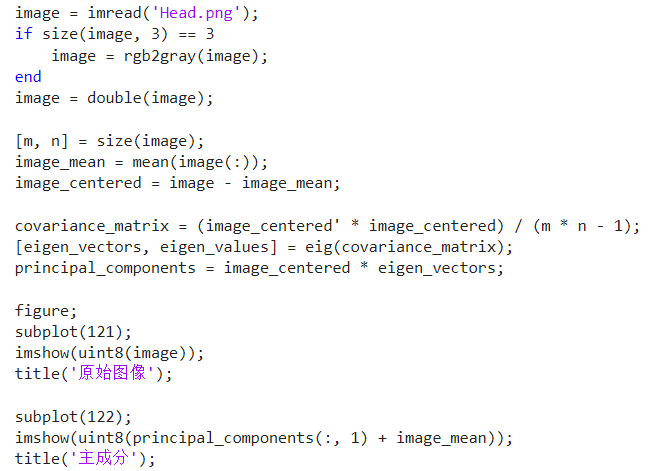 image = imread('Head.png');
if size(image, 3) == 3
    image = rgb2gray(image);
end
image = double(image);

[m, n] = size(image);
image_mean = mean(image(:));
image_centered = image - image_mean;

covariance_matrix = (image_centered' * image_centered) / (m * n - 1);
[eigen_vectors, eigen_values] = eig(covariance_matrix);
principal_components = image_centered * eigen_vectors;

figure;
subplot(121);
imshow(uint8(image));
title('原始图像');

subplot(122);
imshow(uint8(principal_components(:, 1) + image_mean));
title('主成分');